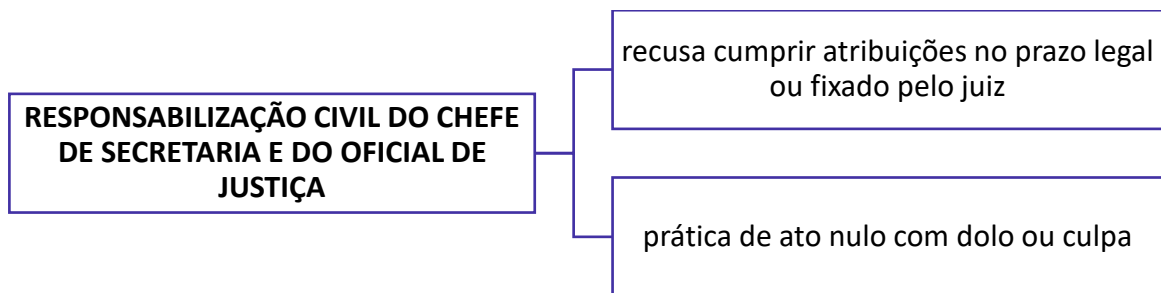 RESPONSABILIZAÇÃO CIVIL DO CHEFE
DE SECRETARIA E DO OFICIAL DE
JUSTIÇA
recusa cumprir atribuições no prazo legal
ou fixado pelo juiz
prática de ato nulo com dolo ou culpa